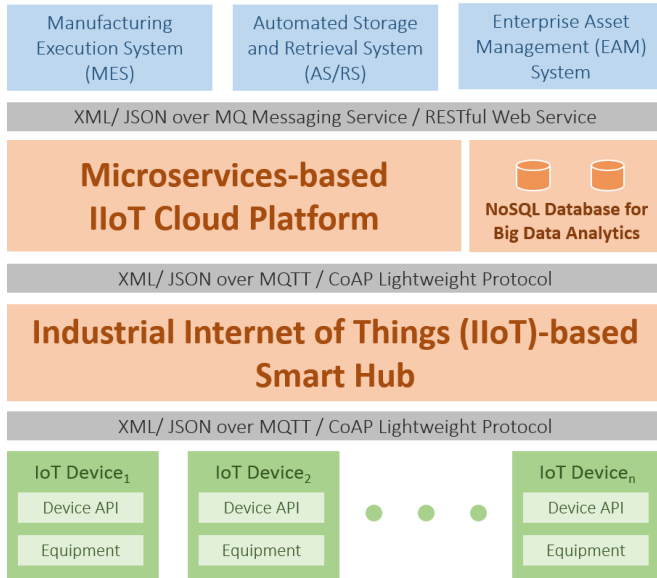 Manufacturing
Execution System
(MES)
Automated Storage
and Retrieval System
(AS/RS)
Enterprise Asset
Management (EAM)
System
XML/ JSON over MQ Messaging Service / RESTful Web Service
Microservices-based
IIoT Cloud Platform
NoSQL Database for
Big Data Analytics
XML/ JSON over MQTT / CoAP Lightweight Protocol
Industrial Internet of Things (IIoT)-based
Smart Hub
XML/ JSON over MQTT / CoAP Lightweight Protocol
IoT Device₁
Device API
Equipment
IoT Device₂
Device API
Equipment
IoT Deviceₙ
Device API
Equipment